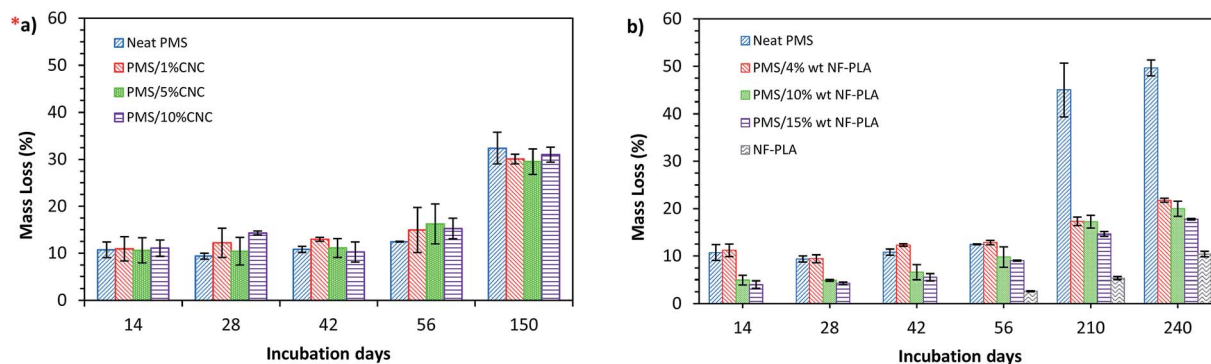 *a)
60
50
40
30
20
10
0
Mass Loss (%)
Neat PMS
PMS/1%CNC
PMS/5%CNC
PMS/10%CNC
14 28 42 56 150
Incubation days
b)
60
50
40
30
20
10
0
Mass Loss (%)
Neat PMS
PMS/4% wt NF-PLA
PMS/10% wt NF-PLA
PMS/15% wt NF-PLA
NF-PLA
14 28 42 56 210 240
Incubation days